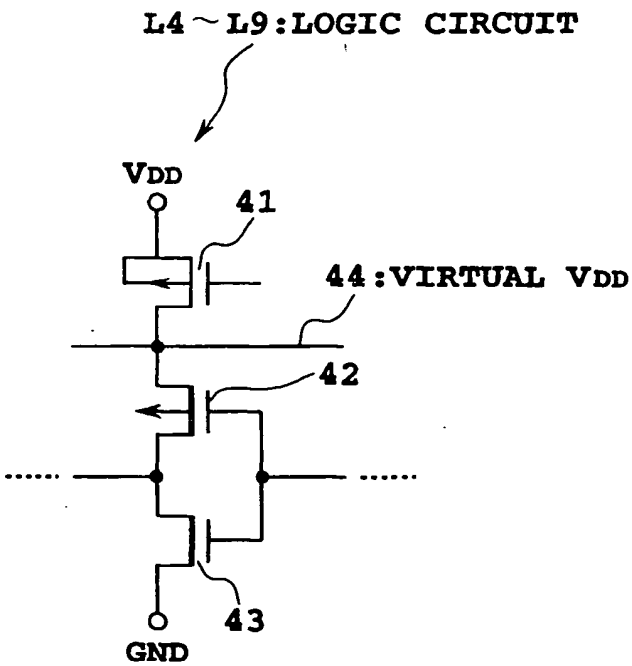 L4~L9:LOGIC CIRCUIT
VDD
41
44:VIRTUAL VDD
42
43
GND